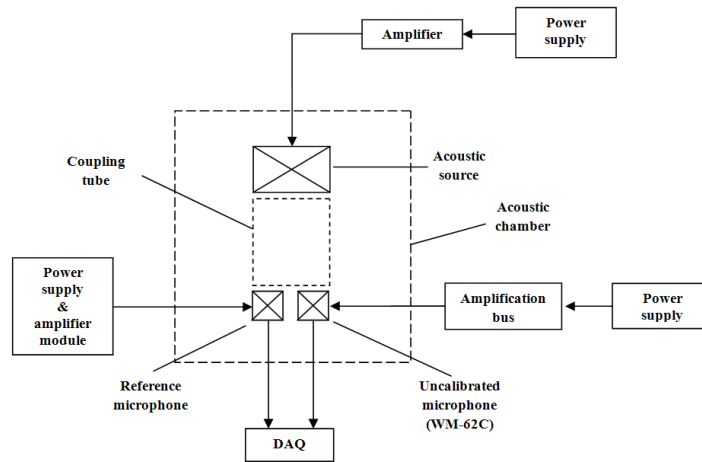 Amplifier
Power
supply
Coupling
tube
Acoustic
source
Acoustic
chamber
Power
supply
&
amplifier
module
Amplification
bus
Power
supply
Reference
microphone
Uncalibrated
microphone
(WM-62C)
DAQ